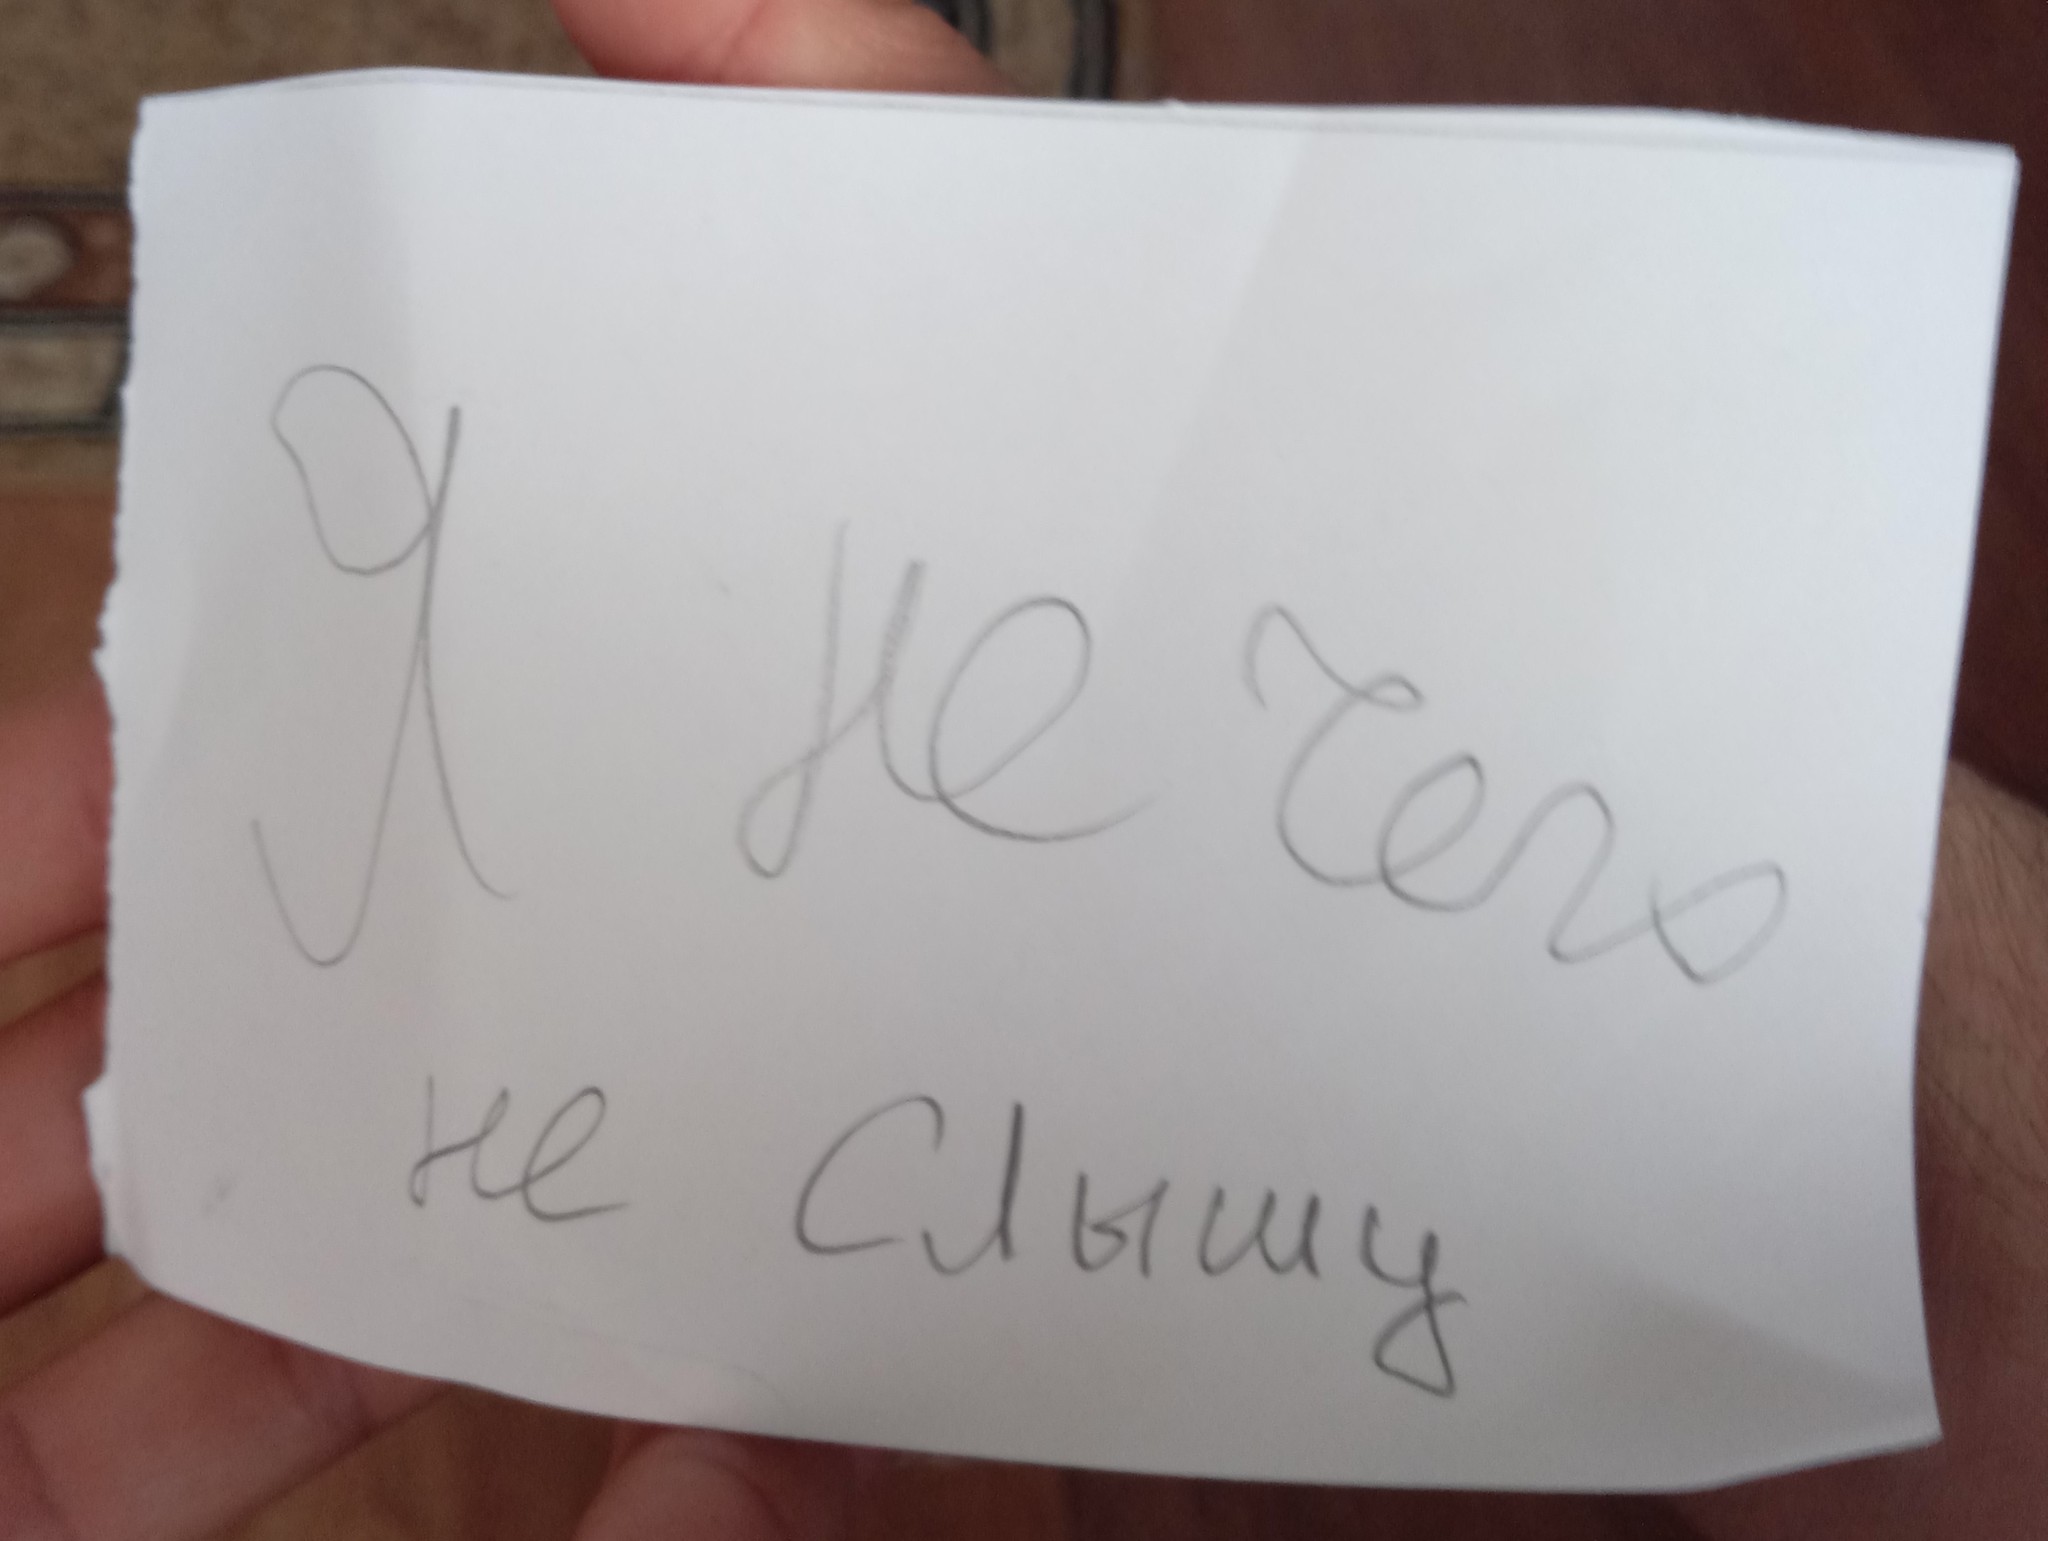 Я не чего
не слышу